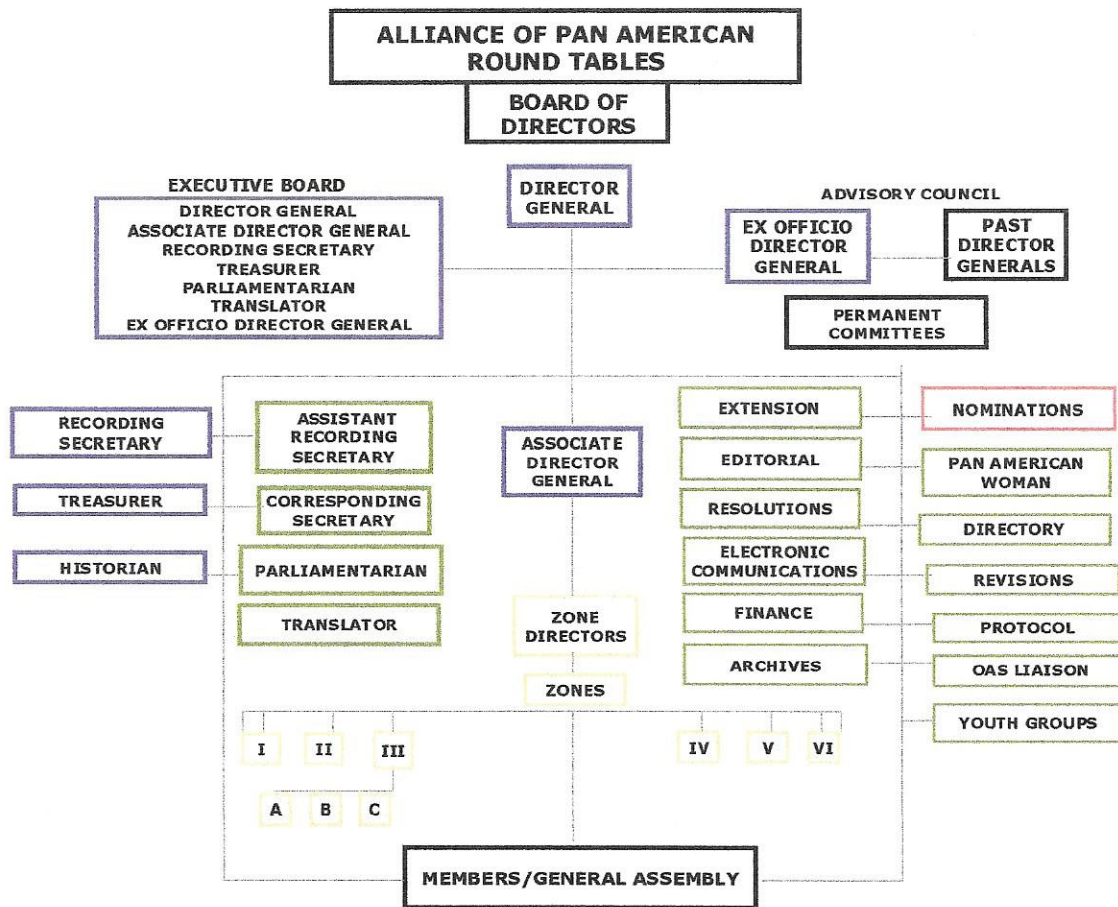 ALLIANCE OF PAN AMERICAN
ROUND TABLES
BOARD OF
DIRECTORS
EXECUTIVE BOARD
DIRECTOR GENERAL
ASSOCIATE DIRECTOR GENERAL
RECORDING SECRETARY
TREASURER
PARLIAMENTARIAN
TRANSLATOR
EX OFFICIO DIRECTOR GENERAL
DIRECTOR
GENERAL
ADVISORY COUNCIL
EX OFFICIO
DIRECTOR
GENERAL
PAST
DIRECTOR
GENERALS
PERMANENT
COMMITTEES
RECORDING
SECRETARY
ASSISTANT
RECORDING
SECRETARY
TREASURER
CORRESPONDING
SECRETARY
HISTORIAN
PARLIAMENTARIAN
TRANSLATOR
ASSOCIATE
DIRECTOR
GENERAL
ZONE
DIRECTORS
ZONES
EXTENSION
NOMINATIONS
EDITORIAL
PAN AMERICAN
WOMAN
RESOLUTIONS
DIRECTORY
ELECTRONIC
COMMUNICATIONS
REVISIONS
FINANCE
PROTOCOL
ARCHIVES
OAS LIAISON
YOUTH GROUPS
I II III IV V VI
A B C
MEMBERS/GENERAL ASSEMBLY